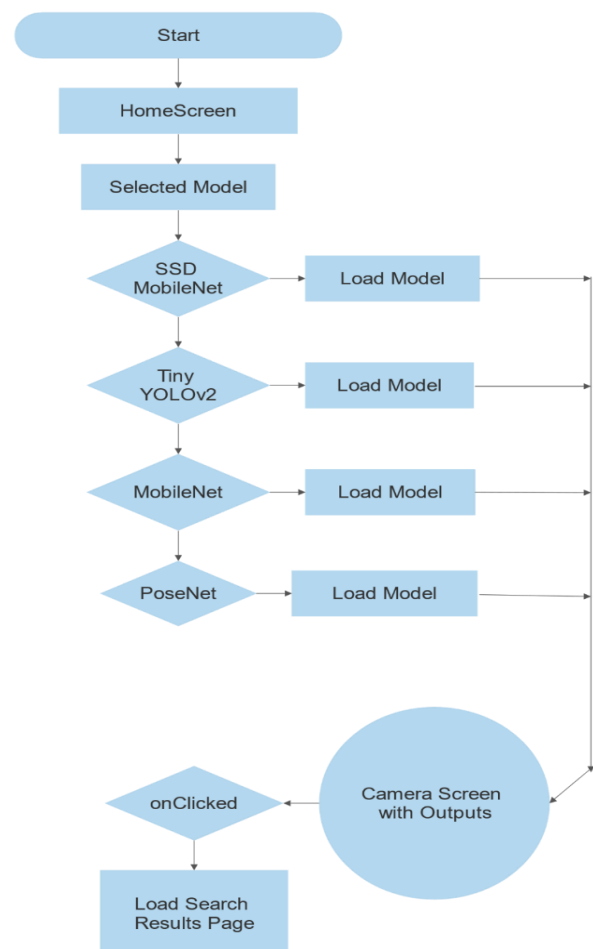 Start
HomeScreen
Selected Model
SSD
MobileNet
Load Model
Tiny
YOLOv2
Load Model
MobileNet
Load Model
PoseNet
Load Model
Camera Screen
with Outputs
onClicked
Load Search
Results Page